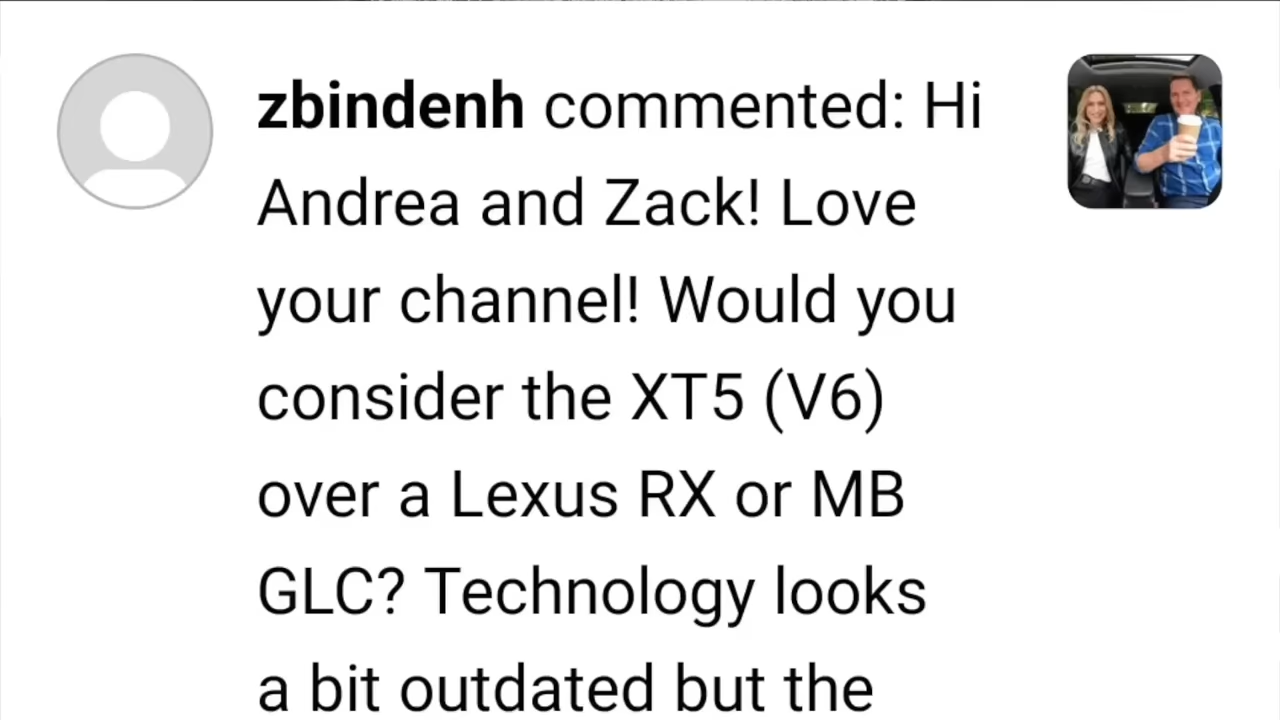 zbindenh commented: Hi
Andrea and Zack! Love
your channel! Would you
consider the XT5 (V6)
over a Lexus RX or MB
GLC? Technology looks
a bit outdated but the